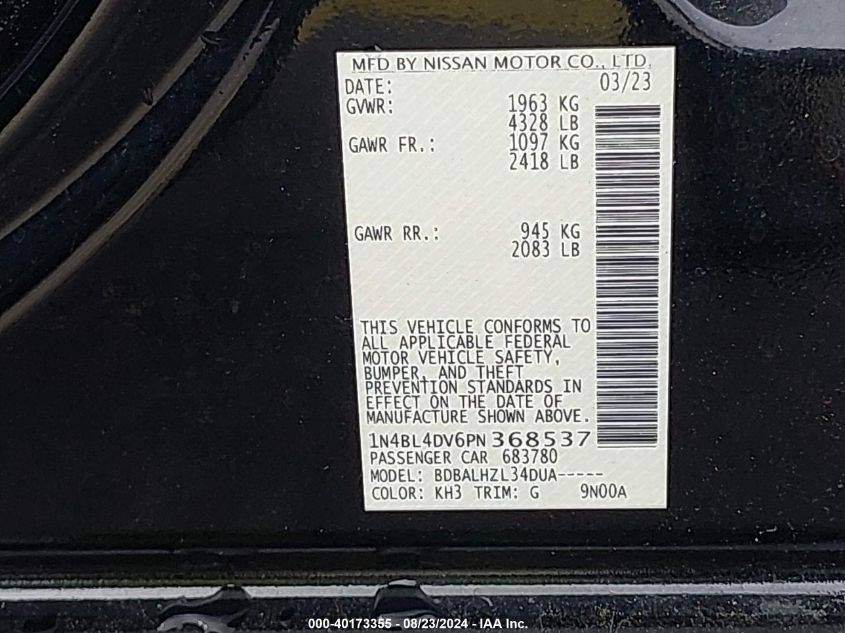 MFD BY NISSAN MOTOR CO., LTD.
DATE: 03/23
GVWR: 1963 KG
4328 LB
GAWR FR.: 1097 KG
2418 LB
GAWR RR.: 945 KG
2083 LB
THIS VEHICLE CONFORMS TO
ALL APPLICABLE FEDERAL
MOTOR VEHICLE SAFETY,
BUMPER, AND THEFT
PREVENTION STANDARDS IN
EFFECT ON THE DATE OF
MANUFACTURE SHOWN ABOVE.
1N4BL4DV6PN 368537
PASSENGER CAR 683780
MODEL: BDBALHZL34DUA-----
COLOR: KH3 TRIM: G 9N00A
000-40173355 - 08/23/2024 - IAA Inc.